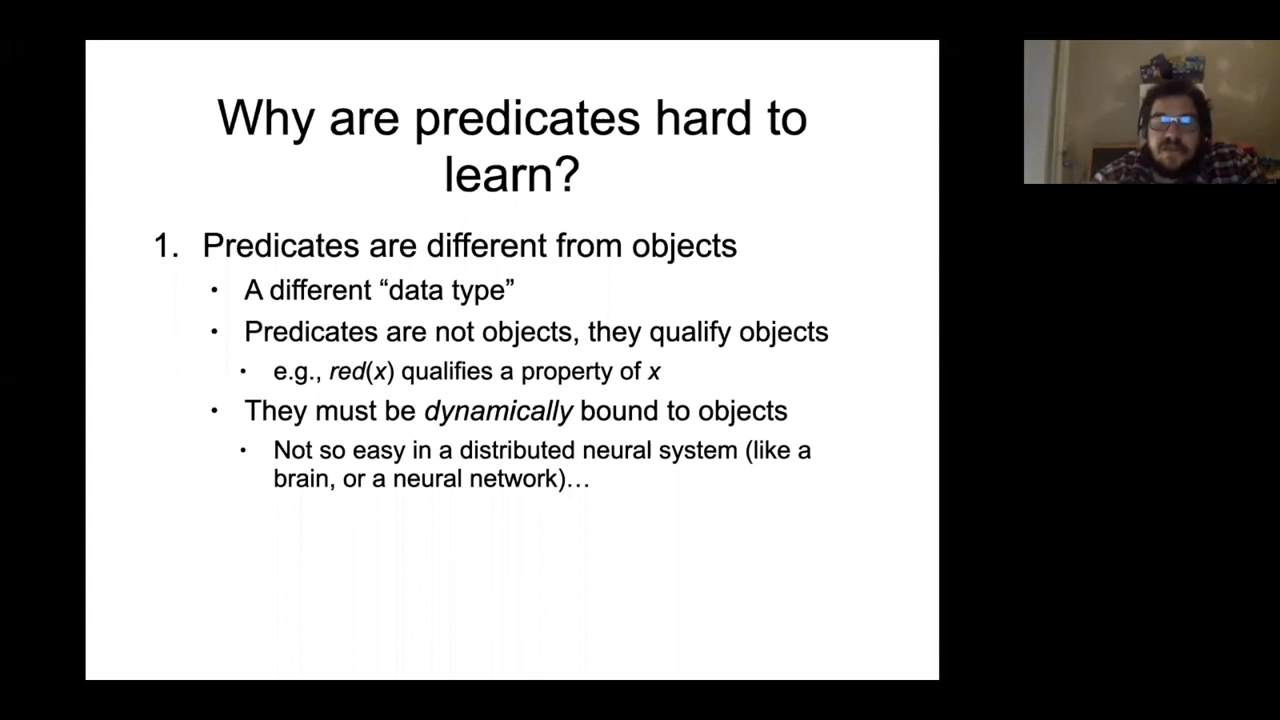 Why are predicates hard to
learn?
1. Predicates are different from objects
• A different “data type”
• Predicates are not objects, they qualify objects
• e.g., red(x) qualifies a property of x
• They must be dynamically bound to objects
• Not so easy in a distributed neural system (like a
brain, or a neural network)…